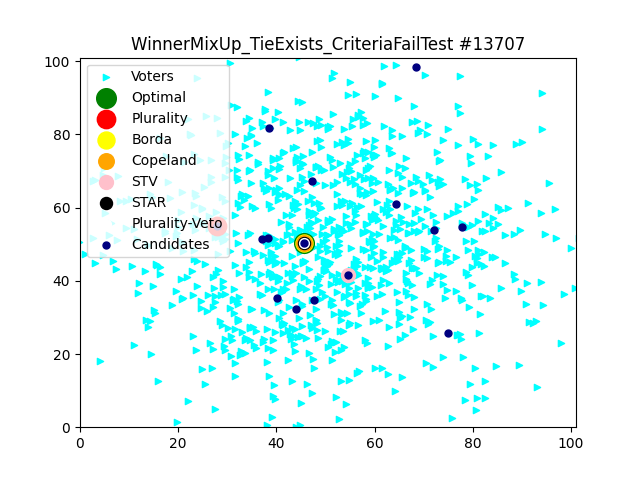 WinnerMixUp_TieExists_CriteriaFailTest #13707
Voters
Optimal
Plurality
Borda
Copeland
STV
STAR
Plurality-Veto
Candidates
100
80
60
40
20
0
0 20 40 60 80 100